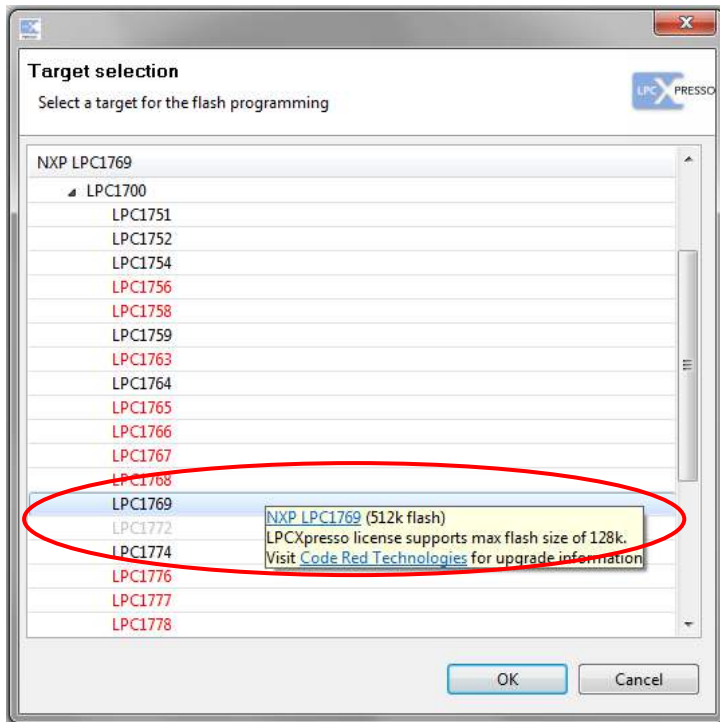 Target selection
Select a target for the flash programming
LPC XPRESSO
NXP LPC1769
LPC1700
LPC1751
LPC1752
LPC1754
LPC1756
LPC1758
LPC1759
LPC1763
LPC1764
LPC1765
LPC1766
LPC1767
LPC1768
LPC1769
NXP LPC1769 (512k flash)
LPC1772
LPCXpresso license supports max flash size of 128k.
LPC1774
Visit Code Red Technologies for upgrade information
LPC1776
LPC1777
LPC1778
OK
Cancel